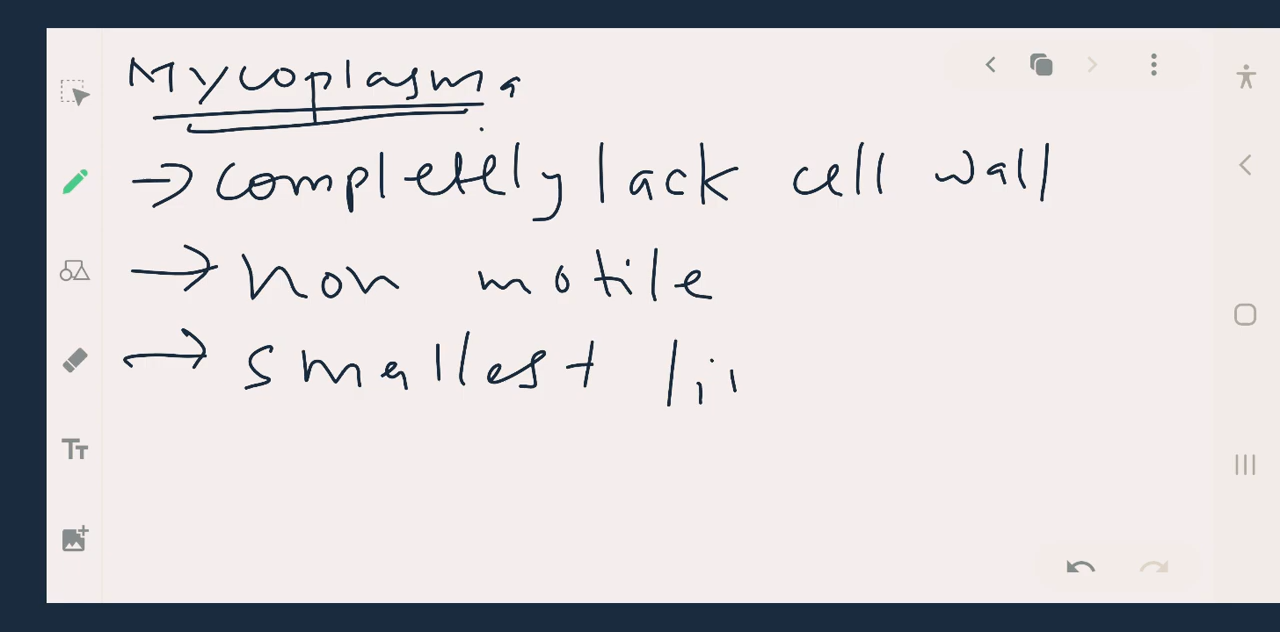 Mycoplasma
→ completely lack cell wall
→ non motile
→ smallest